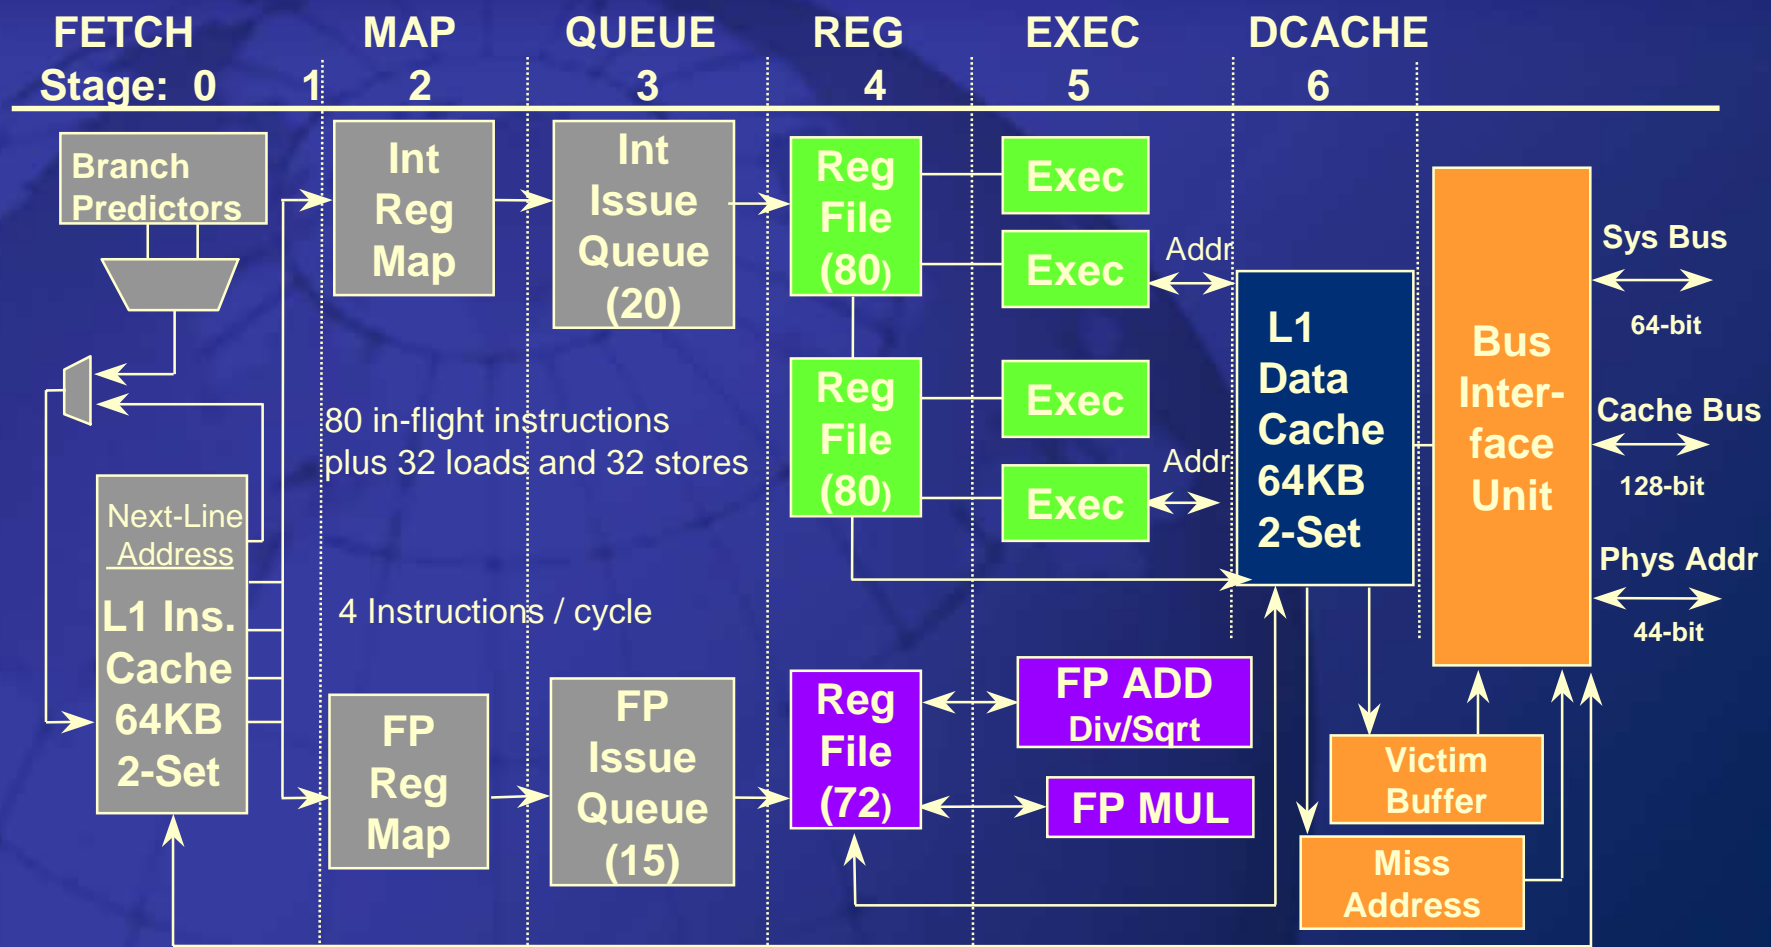 FETCH MAP QUEUE REG EXEC DCACHE
Stage: 0 1 2 3 4 5 6
Branch
Predictors
Int
Reg
Map
Int
Issue
Queue
(20)
Reg
File
(80)
Exec
Exec
Addr
Reg
File
(80)
Exec
Exec
Addr
L1
Data
Cache
64KB
2-Set
Bus
Inter-
face
Unit
Sys Bus
64-bit
Cache Bus
128-bit
Phys Addr
44-bit
80 in-flight instructions
plus 32 loads and 32 stores
Next-Line
Address
L1 Ins.
Cache
64KB
2-Set
4 Instructions / cycle
FP
Reg
Map
FP
Issue
Queue
(15)
Reg
File
(72)
FP ADD
Div/Sqrt
FP MUL
Victim
Buffer
Miss
Address